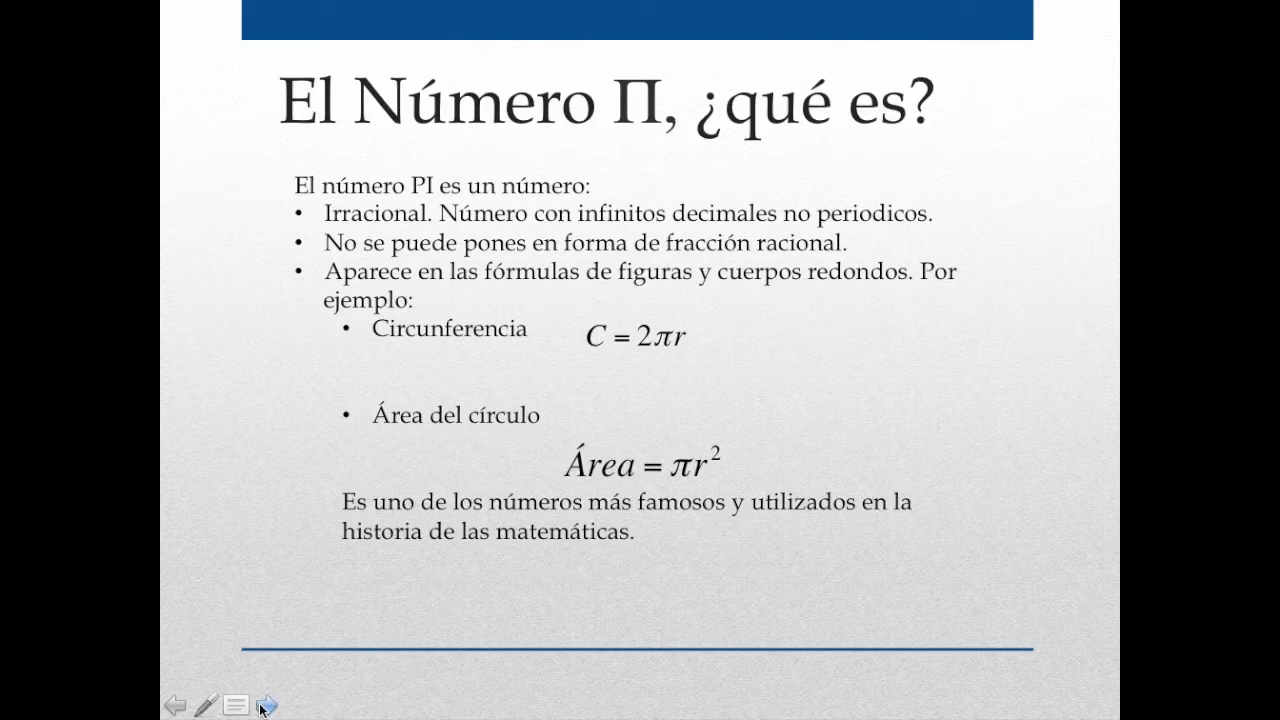 El Número Π, ¿qué es?
El número PI es un número:
• Irracional. Número con infinitos decimales no periodicos.
• No se puede pones en forma de fracción racional.
• Aparece en las fórmulas de figuras y cuerpos redondos. Por
ejemplo:
• Circunferencia C = 2πr
• Área del círculo
Área = πr²
Es uno de los números más famosos y utilizados en la
historia de las matemáticas.